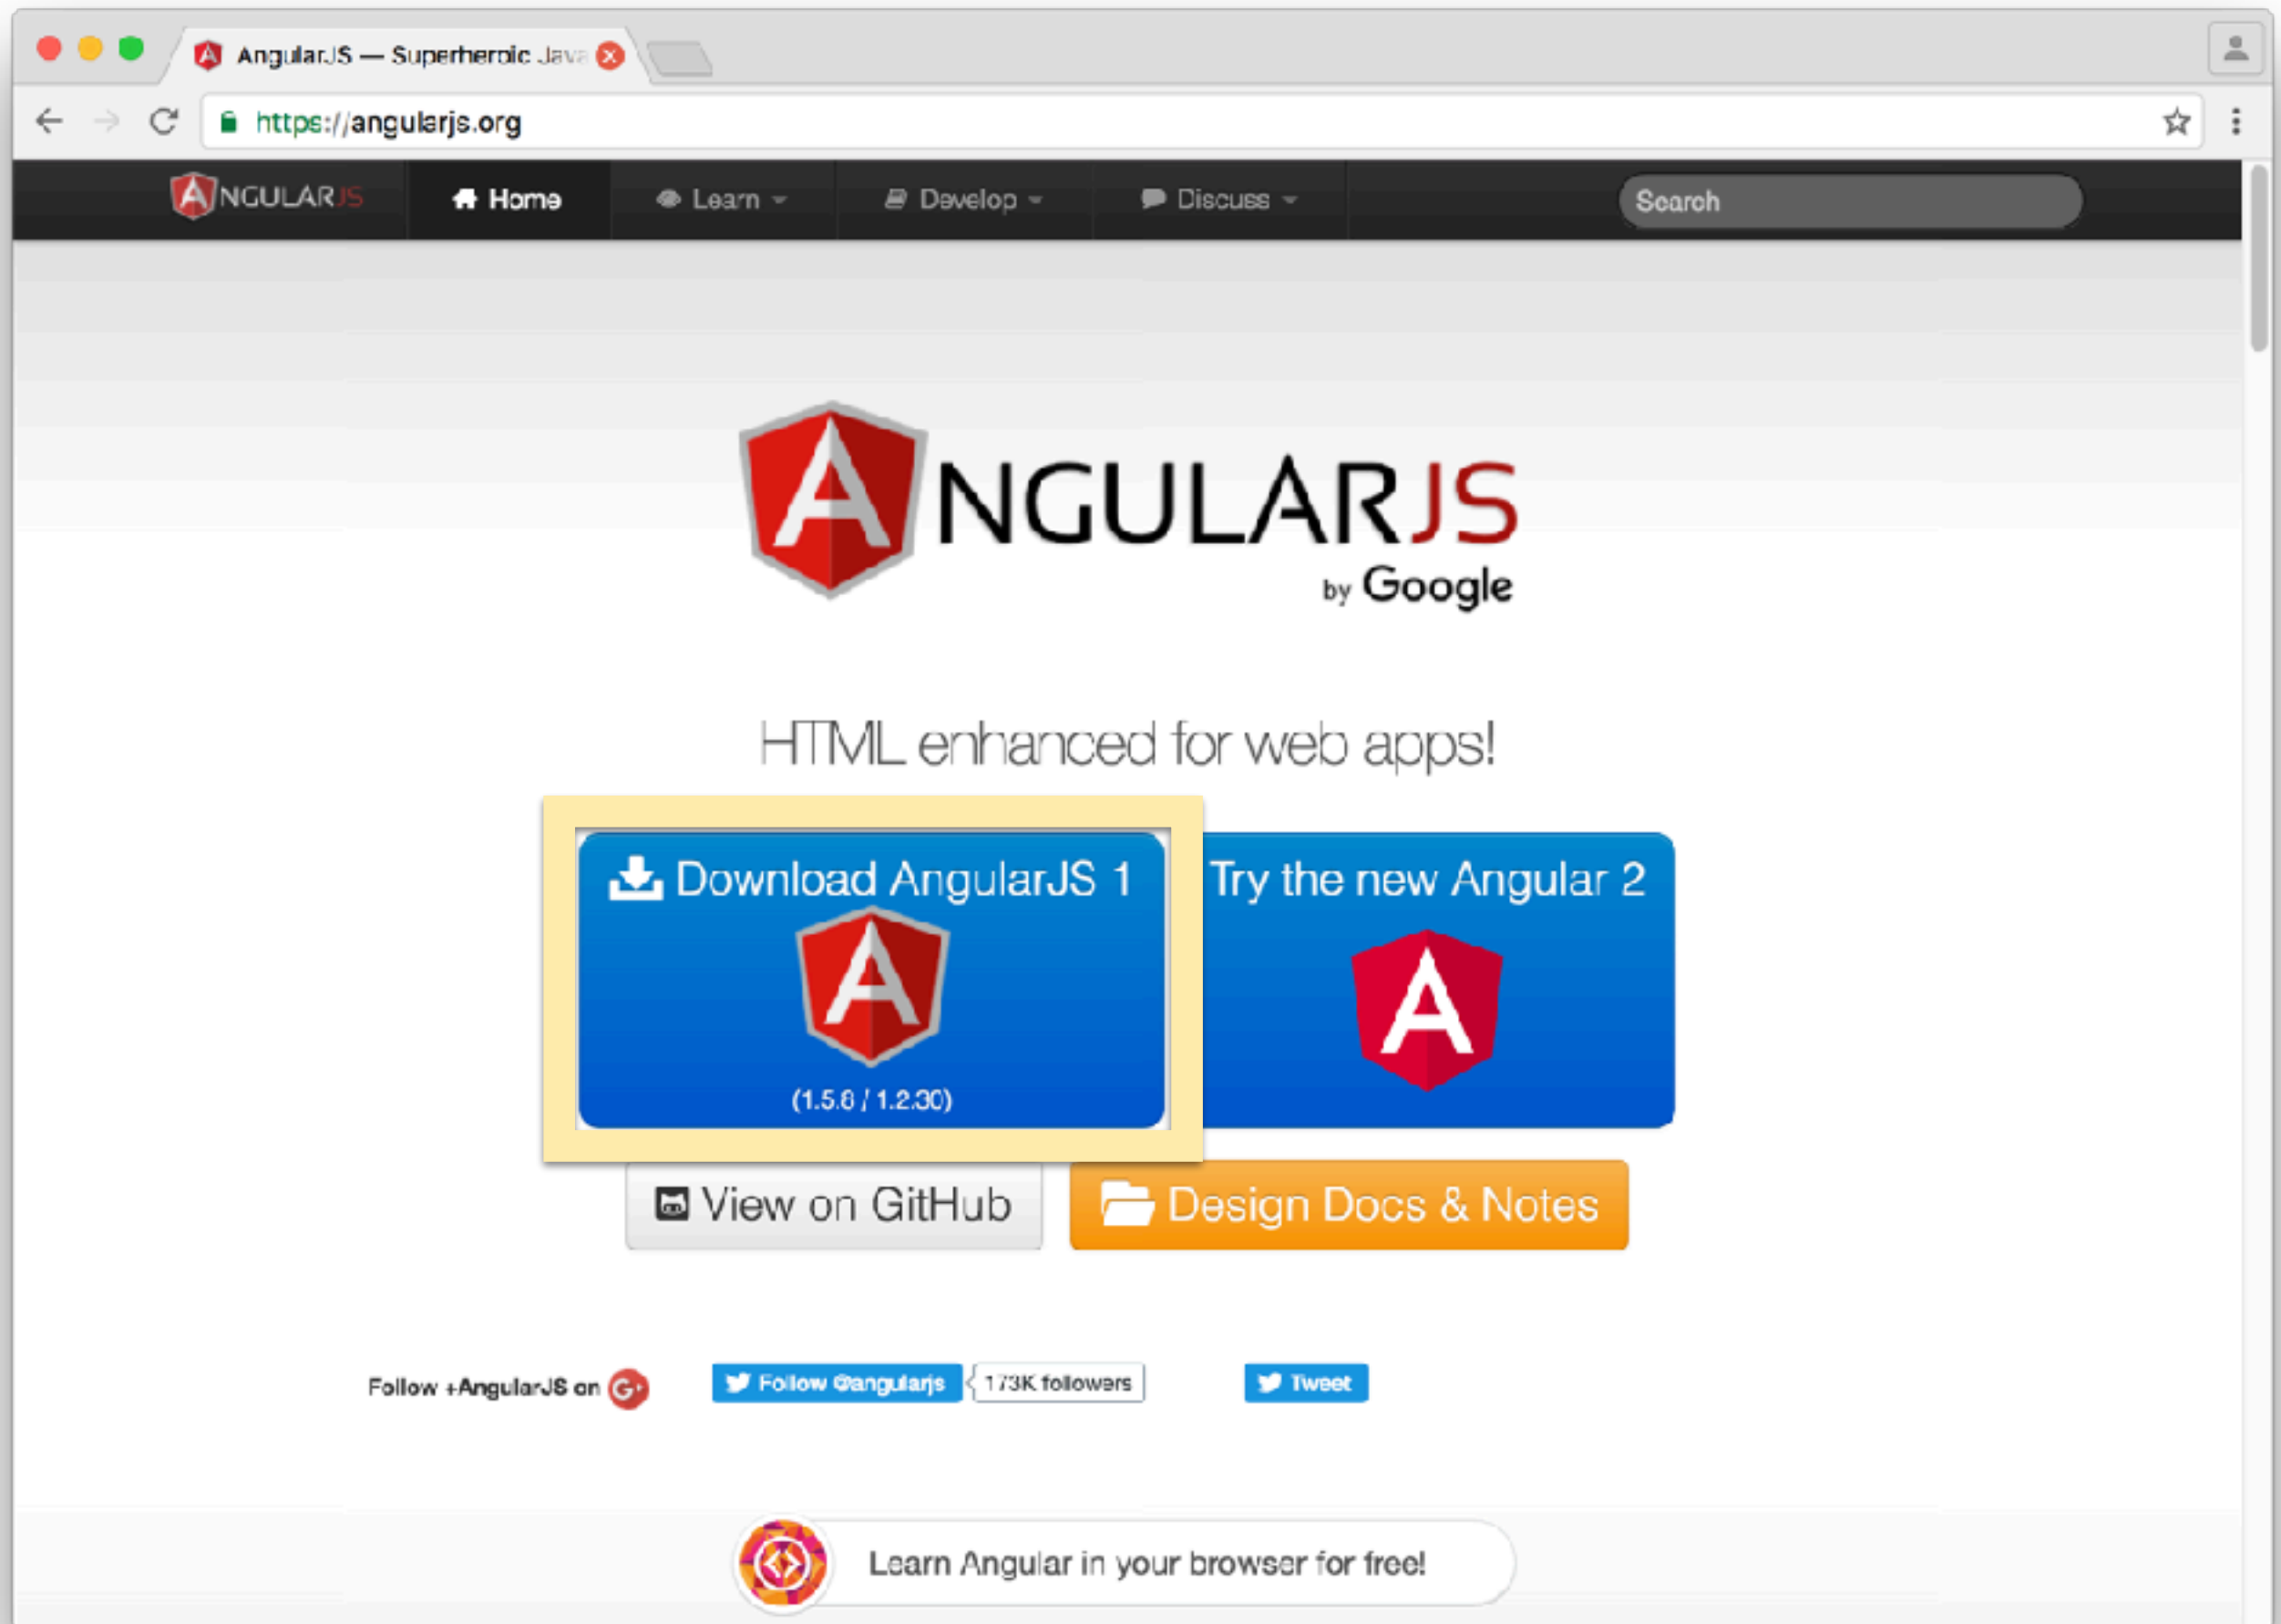 AngularJS — Superheroic Java
https://angularjs.org
ANGULARJS Home Learn Develop Discuss Search
ANGULARJS
by Google
HTML enhanced for web apps!
Download AngularJS 1
(1.5.8 / 1.2.30)
Try the new Angular 2
View on GitHub
Design Docs & Notes
Follow +AngularJS on G+
Follow @angularjs
173K followers
Tweet
Learn Angular in your browser for free!